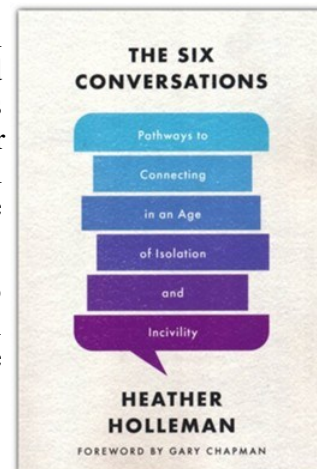 THE SIX
CONVERSATIONS
Pathways to
Connecting
in an Age
of Isolation
and
Incivility
HEATHER
HOLLEMAN
FOREWORD BY GARY CHAPMAN